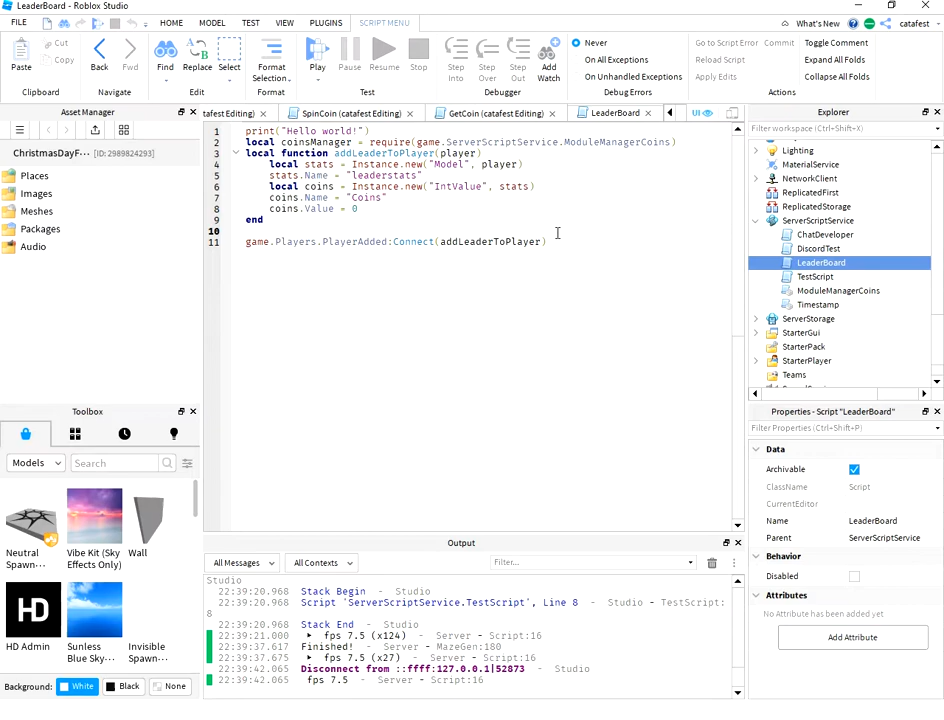 LeaderBoard - Roblox Studio
FILE HOME MODEL TEST VIEW PLUGINS SCRIPT MENU What's New catafest
Paste Cut Copy Back Fwd Find Replace Select Format Selection Play Pause Resume Stop Step Into Step Over Step Out Add Watch
Never
On All Exceptions
On Unhandled Exceptions
Go to Script Error Commit Toggle Comment
Reload Script Expand All Folds
Apply Edits Collapse All Folds
Clipboard Navigate Edit Format Test Debugger Debug Errors Actions
Asset Manager
ChristmasDayF··· [ID: 2989824293]
Places
Images
Meshes
Packages
Audio
Toolbox
Models Search
Neutral Spawn···
Vibe Kit (Sky Effects Only)
Wall
HD
HD Admin
Sunless Blue Sky···
Invisible Spawn···
Background: White Black None
tafest Editing) SpinCoin (catafest Editing) GetCoin (catafest Editing) LeaderBoard UI
1 print("Hello world!")
2 local coinsManager = require(game.ServerScriptService.ModuleManagerCoins)
3 local function addLeaderToPlayer(player)
4 local stats = Instance.new("Model", player)
5 stats.Name = "leaderstats"
6 local coins = Instance.new("IntValue", stats)
7 coins.Name = "Coins"
8 coins.Value = 0
9 end
10
11 game.Players.PlayerAdded:Connect(addLeaderToPlayer)
Output
All Messages All Contexts Filter...
Studio
22:39:20.968 Stack Begin - Studio
22:39:20.968 Script 'ServerScriptService.TestScript', Line 8 - Studio - TestScript:
8
22:39:20.968 Stack End - Studio
22:39:21.000 fps 7.5 (x124) - Server - Script:16
22:39:37.617 Finished! - Server - MazeGen:180
22:39:37.675 fps 7.5 (x27) - Server - Script:16
22:39:42.065 Disconnect from ::ffff:127.0.0.1|52873 - Studio
22:39:42.065 fps 7.5 - Server - Script:16
Explorer
Filter workspace (Ctrl+Shift+X)
Lighting
MaterialService
NetworkClient
ReplicatedFirst
ReplicatedStorage
ServerScriptService
ChatDeveloper
DiscordTest
LeaderBoard
TestScript
ModuleManagerCoins
Timestamp
ServerStorage
StarterGui
StarterPack
StarterPlayer
Teams
Properties - Script "LeaderBoard"
Filter Properties (Ctrl+Shift+P)
Data
Archivable
ClassName Script
CurrentEditor
Name LeaderBoard
Parent ServerScriptService
Behavior
Disabled
Attributes
No Attribute has been added yet
Add Attribute